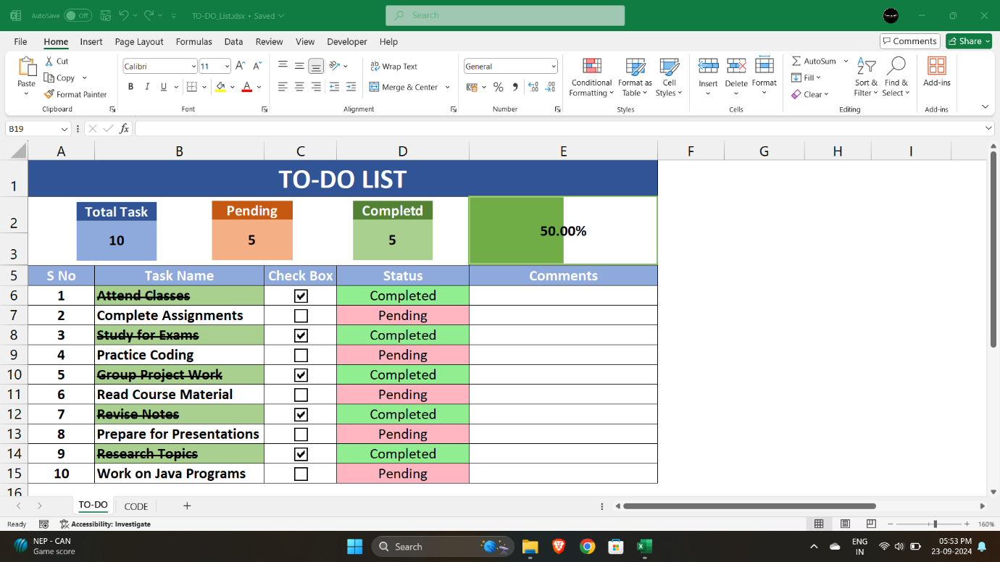 AutoSave Off TO-DO_List.xlsx • Saved Search
File Home Insert Page Layout Formulas Data Review View Developer Help Comments Share
Paste Cut Copy Format Painter Clipboard
Calibri 11 B I U Font
Wrap Text Merge & Center Alignment
General % Number
Conditional Formatting Format as Table Cell Styles Styles
Insert Delete Format Cells
AutoSum Fill Clear Sort & Filter Find & Select Editing
Add-ins Add-ins
B19 fx
A B C D E F G H I
1 TO-DO LIST
2 Total Task Pending Completd 50.00%
3 10 5 5
5 S No Task Name Check Box Status Comments
6 1 Attend Classes Completed
7 2 Complete Assignments Pending
8 3 Study for Exams Completed
9 4 Practice Coding Pending
10 5 Group Project Work Completed
11 6 Read Course Material Pending
12 7 Revise Notes Completed
13 8 Prepare for Presentations Pending
14 9 Research Topics Completed
15 10 Work on Java Programs Pending
16
TO-DO CODE +
Ready Accessibility: Investigate 160%
NEP - CAN
Game score
Search
ENG
IN
05:53 PM
23-09-2024